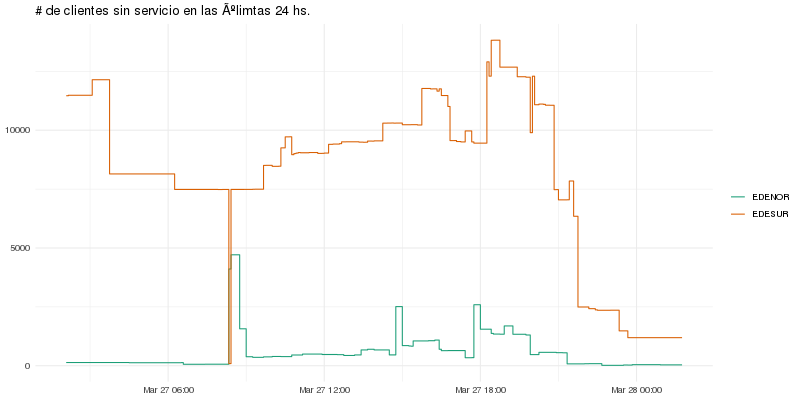 # de clientes sin servicio en las Ãºlimtas 24 hs.
10000
5000
0
Mar 27 06:00
Mar 27 12:00
Mar 27 18:00
Mar 28 00:00
EDENOR
EDESUR